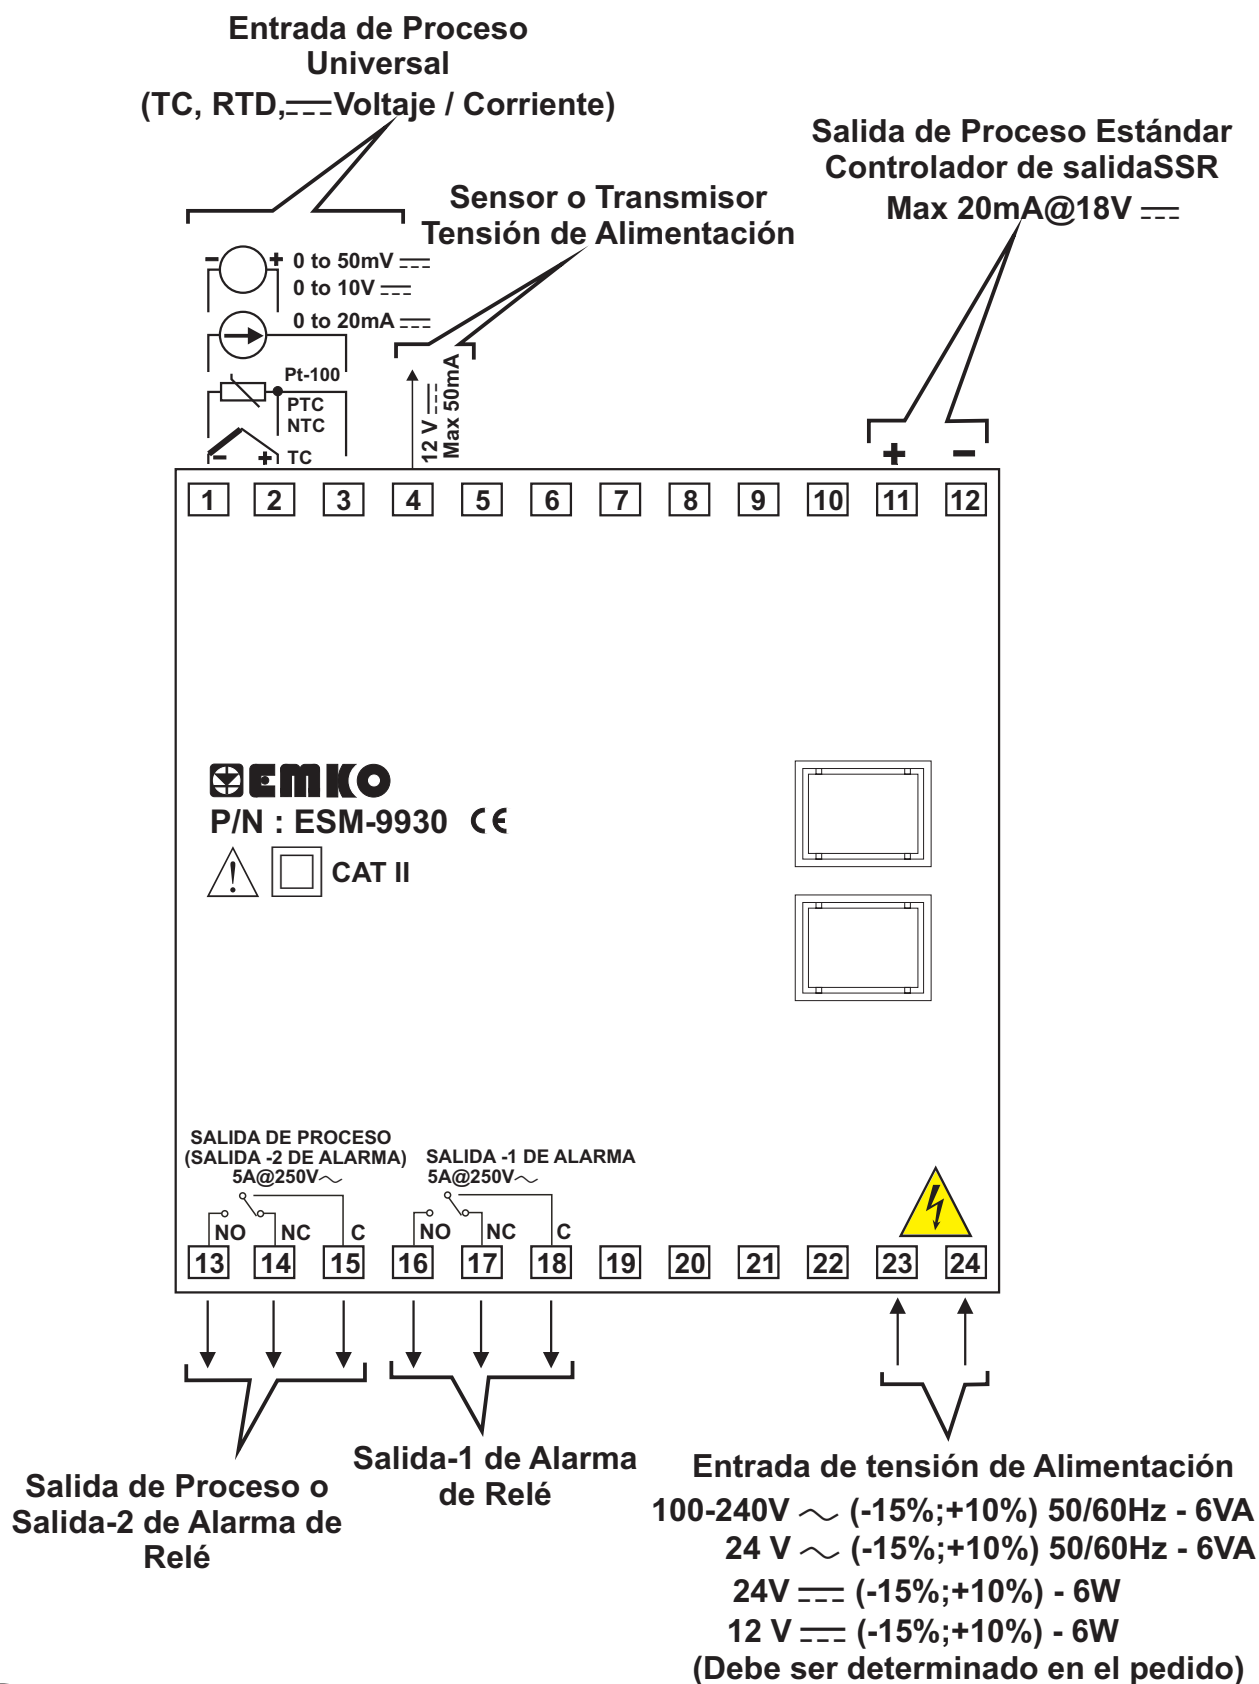 Entrada de Proceso
Universal
(TC, RTD, Voltaje / Corriente)
Salida de Proceso Estándar
Controlador de salidaSSR
Max 20mA@18V
Sensor o Transmisor
Tensión de Alimentación
- + 0 to 50mV
0 to 10V
0 to 20mA
Pt-100
PTC
NTC
- + TC
12 V
Max 50mA
+ -
1 2 3 4 5 6 7 8 9 10 11 12
EMKO
P/N : ESM-9930 CE
! CAT II
SALIDA DE PROCESO
(SALIDA -2 DE ALARMA)
5A@250V~
SALIDA -1 DE ALARMA
5A@250V~
NO NC C NO NC C
13 14 15 16 17 18 19 20 21 22 23 24
Salida de Proceso o
Salida-2 de Alarma de
Relé
Salida-1 de Alarma
de Relé
Entrada de tensión de Alimentación
100-240V ~ (-15%;+10%) 50/60Hz - 6VA
24 V ~ (-15%;+10%) 50/60Hz - 6VA
24V (-15%;+10%) - 6W
12 V (-15%;+10%) - 6W
(Debe ser determinado en el pedido)